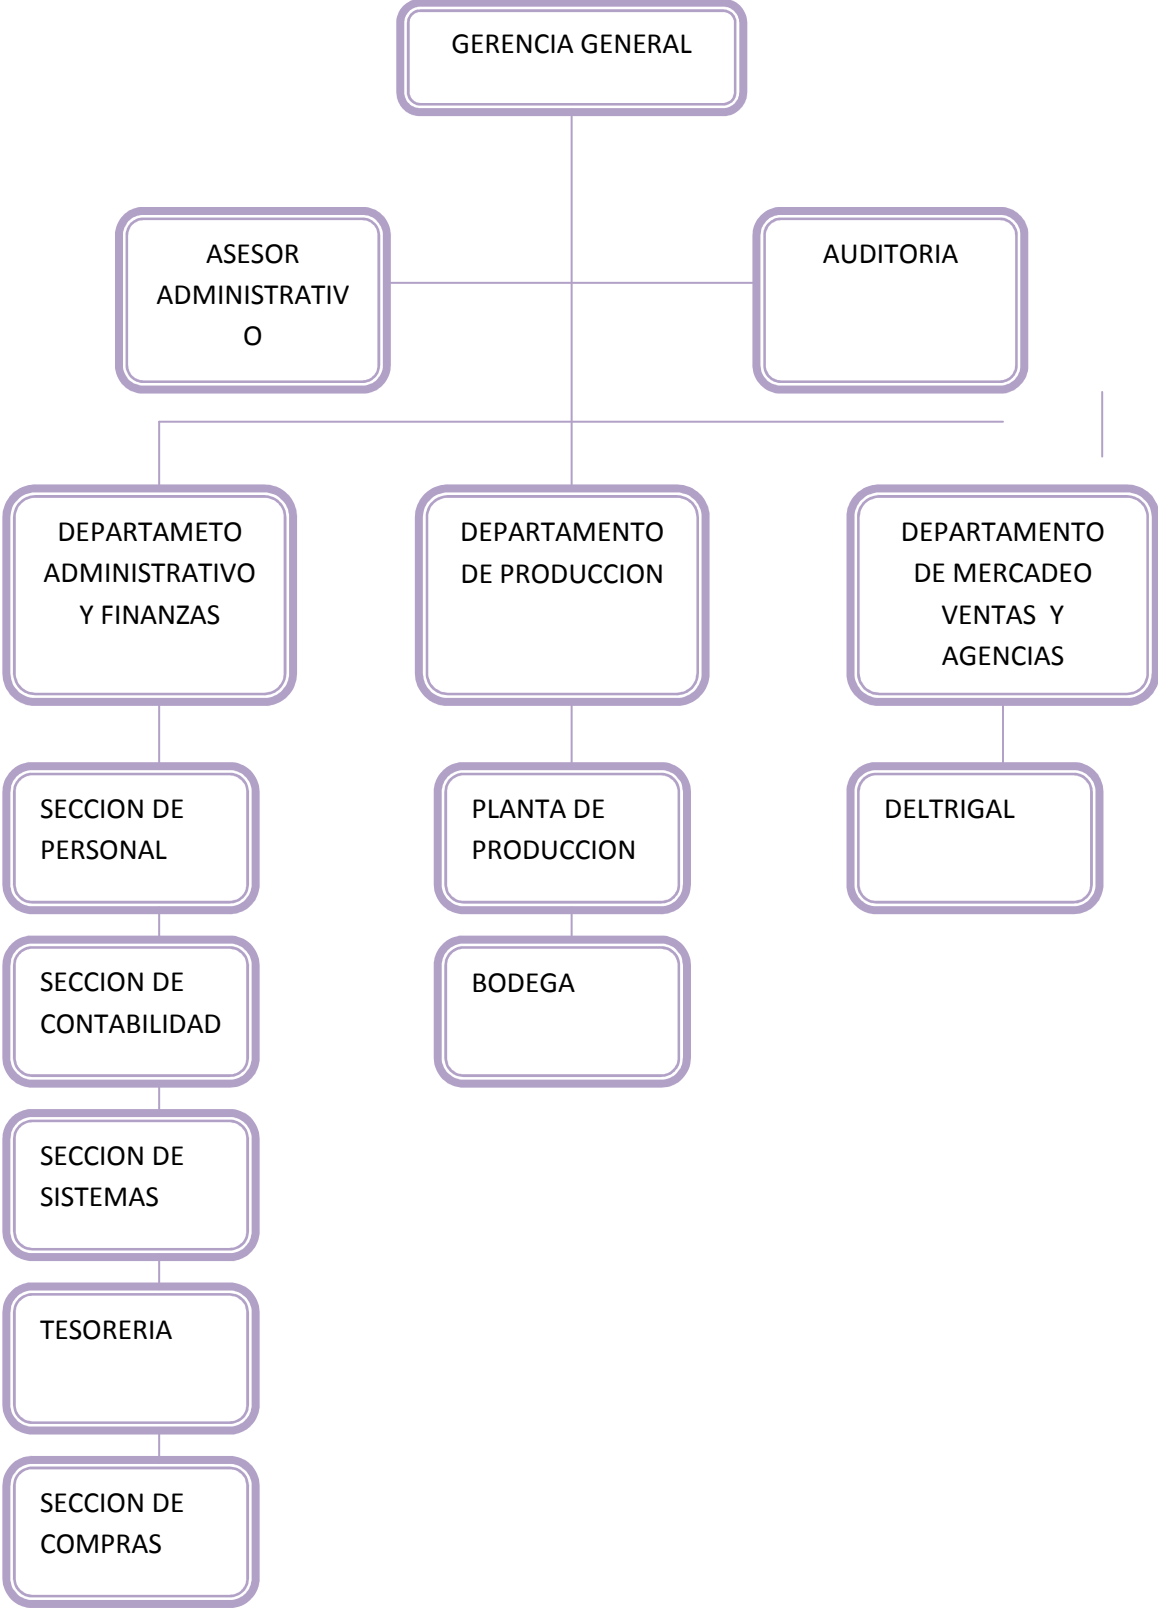 GERENCIA GENERAL
ASESOR
ADMINISTRATIV
O
AUDITORIA
DEPARTAMETO
ADMINISTRATIVO
Y FINANZAS
DEPARTAMENTO
DE PRODUCCION
DEPARTAMENTO
DE MERCADEO
VENTAS Y
AGENCIAS
SECCION DE
PERSONAL
PLANTA DE
PRODUCCION
DELTRIGAL
SECCION DE
CONTABILIDAD
BODEGA
SECCION DE
SISTEMAS
TESORERIA
SECCION DE
COMPRAS